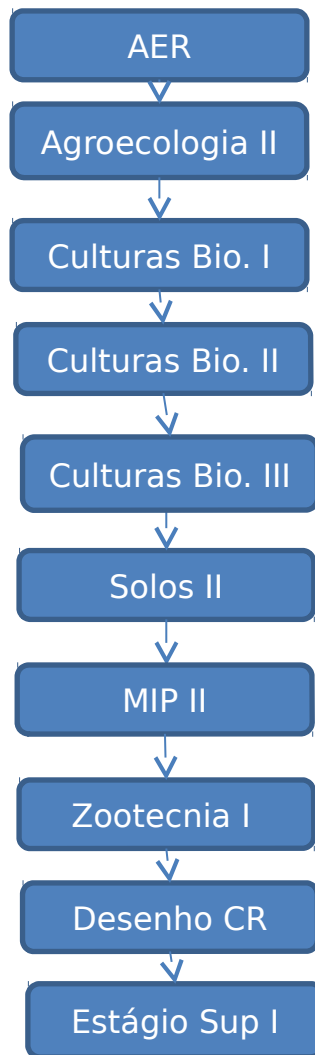 AER
Agroecologia II
Culturas Bio. I
Culturas Bio. II
Culturas Bio. III
Solos II
MIP II
Zootecnia I
Desenho CR
Estágio Sup I